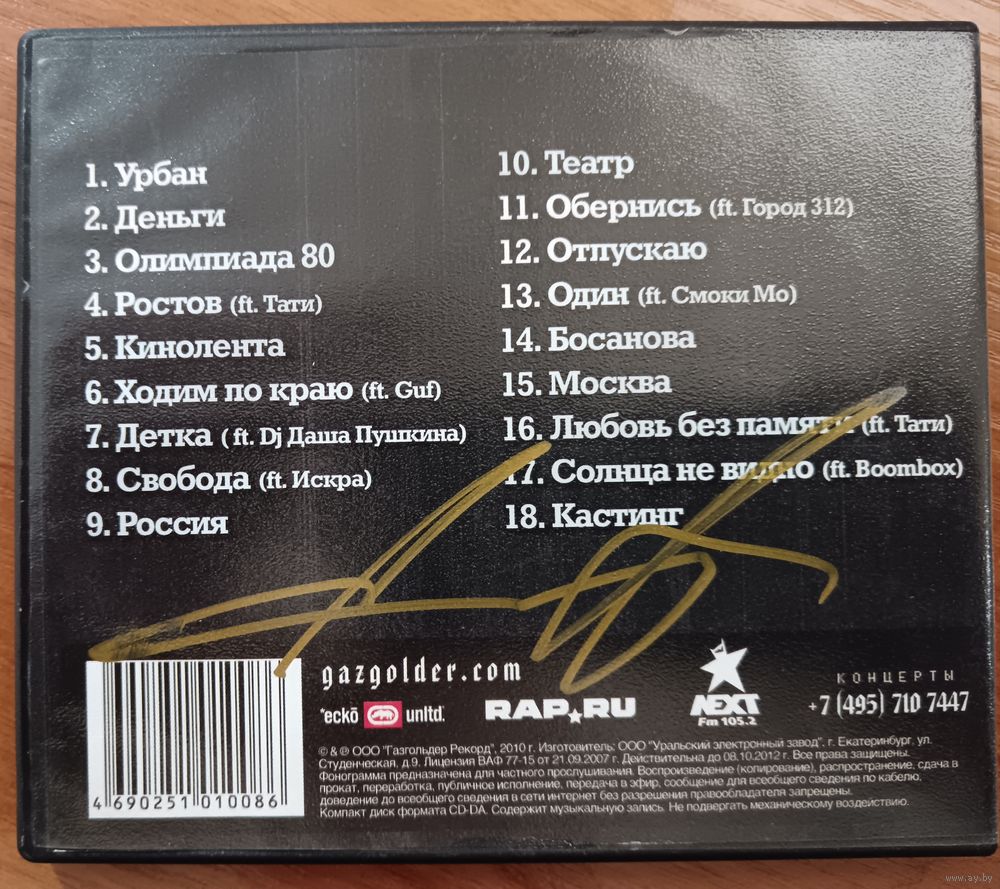 1. Урбан
2. Деньги
3. Олимпиада 80
4. Ростов (ft. Тати)
5. Кинолента
6. Ходим по краю (ft. Guf)
7. Детка ( ft. Dj Даша Пушкина)
8. Свобода (ft. Искра)
9. Россия
10. Театр
11. Обернись (ft. Город 312)
12. Отпускаю
13. Один (ft. Смоки Мо)
14. Босанова
15. Москва
16. Любовь без памяти (ft. Тати)
17. Солнца не видно (ft. Boombox)
18. Кастинг
gazgolder.com
*eckō unltd.
RAP.RU
NEXT
Fm 105.2
КОНЦЕРТЫ
+7 (495) 710 7447
© & ℗ ООО "Газгольдер Рекорд", 2010 г. Изготовитель: ООО "Уральский электронный завод". г. Екатеринбург, ул.
Студенческая, д.9. Лицензия ВАФ 77-15 от 21.09.2007 г. Действительна до 08.10.2012 г. Все права защищены.
Фонограмма предназначена для частного прослушивания. Воспроизведение (копирование), распространение, сдача в
прокат, переработка, публичное исполнение, передача в эфир, сообщение для всеобщего сведения по кабелю,
доведение до всеобщего сведения в сети интернет без разрешения правообладателя запрещены.
Компакт диск формата CD-DA. Содержит музыкальную запись. Не подвергать механическому воздействию.
4 690251 010086
www.ay.by